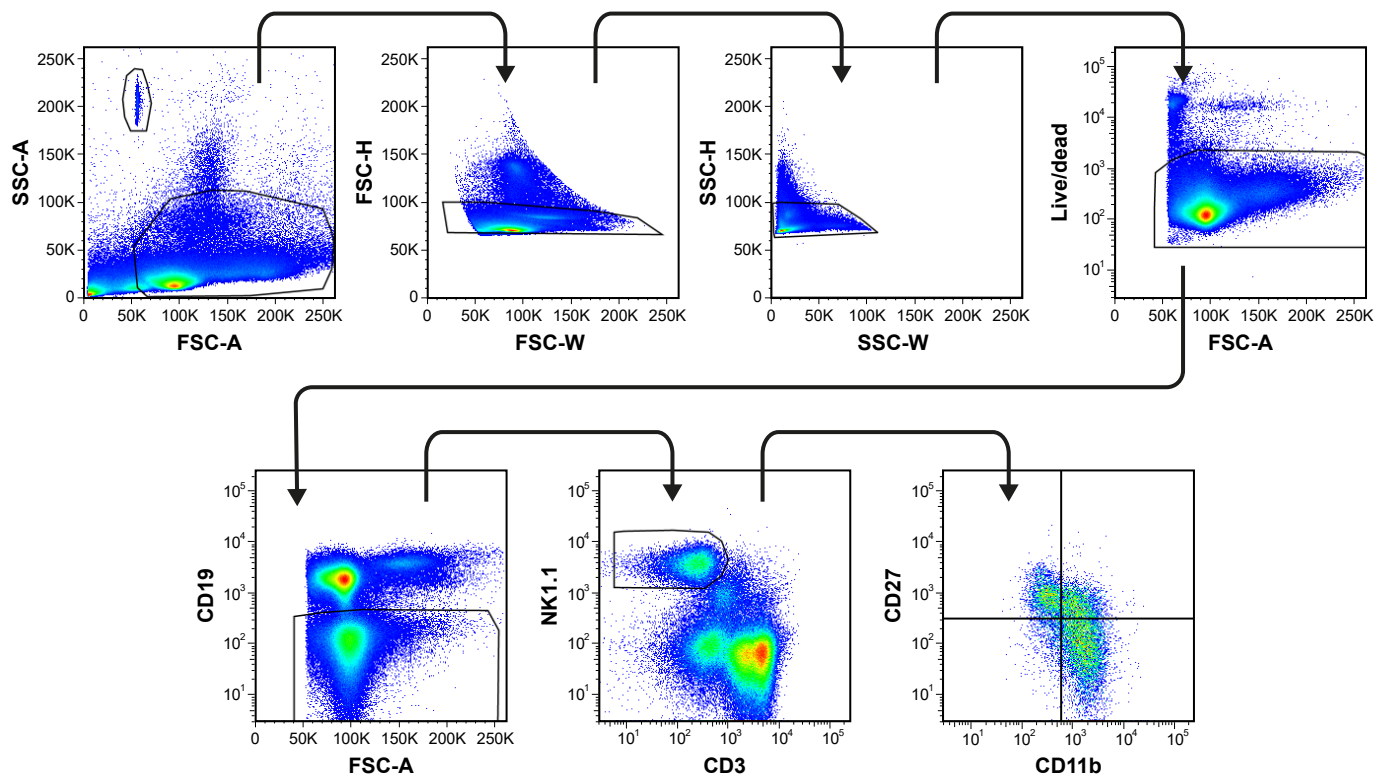 250K
200K
150K
100K
50K
0
SSC-A
0 50K 100K 150K 200K 250K
FSC-A
250K
200K
150K
100K
50K
0
FSC-H
0 50K 100K 150K 200K 250K
FSC-W
250K
200K
150K
100K
50K
0
SSC-H
0 50K 100K 150K 200K 250K
SSC-W
10⁵
10⁴
10³
10²
10¹
Live/dead
0 50K 100K 150K 200K 250K
FSC-A
10⁵
10⁴
10³
10²
10¹
CD19
0 50K 100K 150K 200K 250K
FSC-A
10⁵
10⁴
10³
10²
10¹
NK1.1
10¹ 10² 10³ 10⁴ 10⁵
CD3
10⁵
10⁴
10³
10²
10¹
CD27
10¹ 10² 10³ 10⁴ 10⁵
CD11b